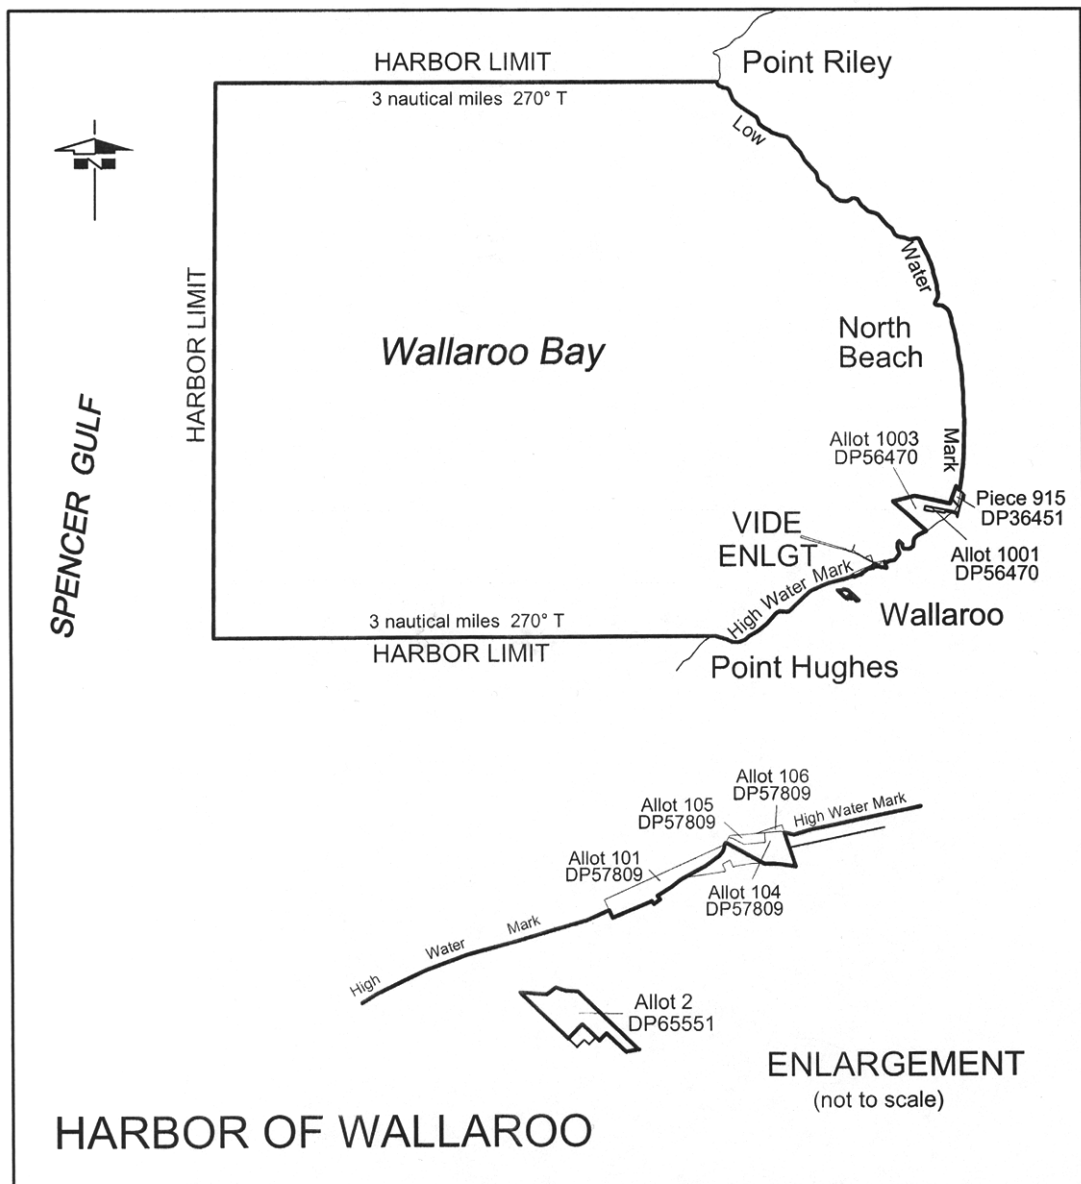 HARBOR LIMIT
Point Riley
3 nautical miles 270° T
N
Low
Water
HARBOR LIMIT
North
Beach
Wallaroo Bay
SPENCER GULF
Mark
Allot 1003
DP56470
Piece 915
DP36451
VIDE
ENLGT
Allot 1001
DP56470
High Water Mark
Wallaroo
3 nautical miles 270° T
HARBOR LIMIT
Point Hughes
Allot 106
DP57809
Allot 105
DP57809
High Water Mark
Allot 101
DP57809
Allot 104
DP57809
High Water Mark
Allot 2
DP65551
ENLARGEMENT
(not to scale)
HARBOR OF WALLAROO